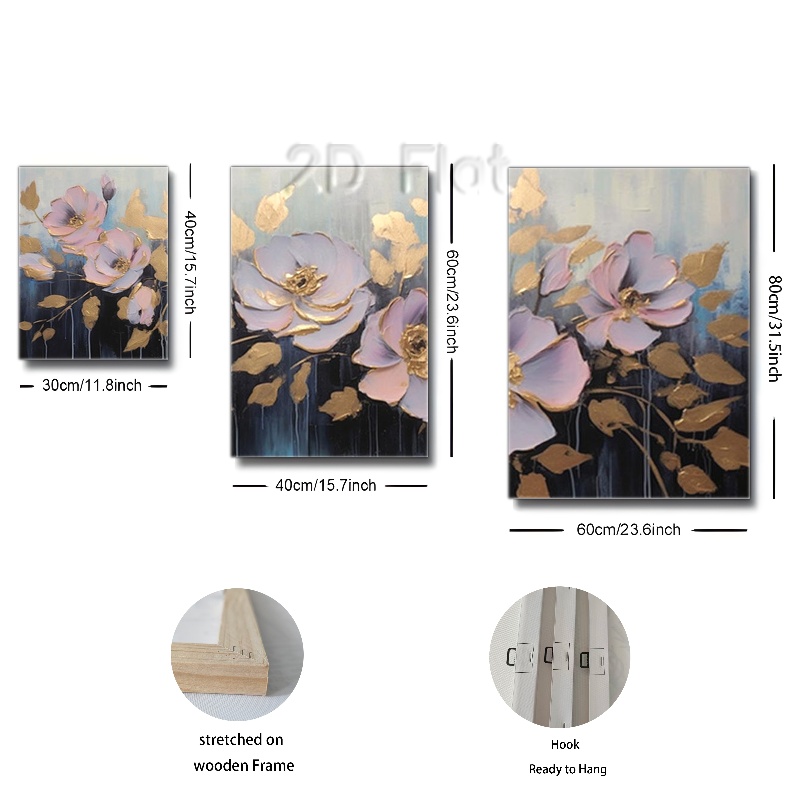 2D Flat
40cm/15.7inch
30cm/11.8inch
60cm/23.6inch
40cm/15.7inch
80cm/31.5inch
60cm/23.6inch
stretched on
wooden Frame
Hook
Ready to Hang